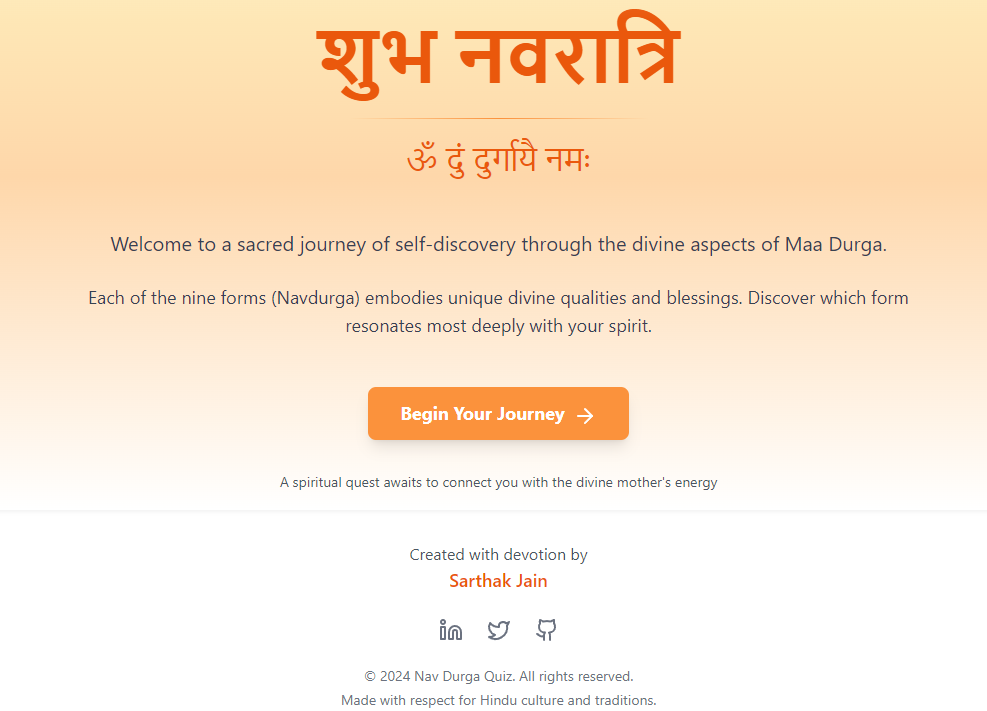 शुभ नवरात्रि
ॐ दुं दुर्गायै नमः
Welcome to a sacred journey of self-discovery through the divine aspects of Maa Durga.
Each of the nine forms (Navdurga) embodies unique divine qualities and blessings. Discover which form
resonates most deeply with your spirit.
Begin Your Journey →
A spiritual quest awaits to connect you with the divine mother's energy
Created with devotion by
Sarthak Jain
© 2024 Nav Durga Quiz. All rights reserved.
Made with respect for Hindu culture and traditions.